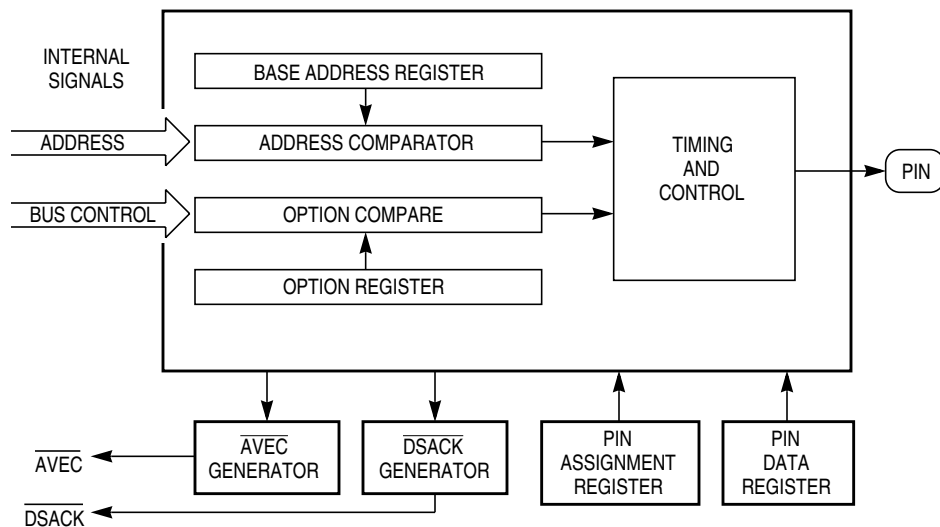 INTERNAL
SIGNALS
BASE ADDRESS REGISTER
ADDRESS
ADDRESS COMPARATOR
TIMING
AND
CONTROL
PIN
BUS CONTROL
OPTION COMPARE
OPTION REGISTER
AVEC
GENERATOR
DSACK
GENERATOR
PIN
ASSIGNMENT
REGISTER
PIN
DATA
REGISTER
AVEC
DSACK